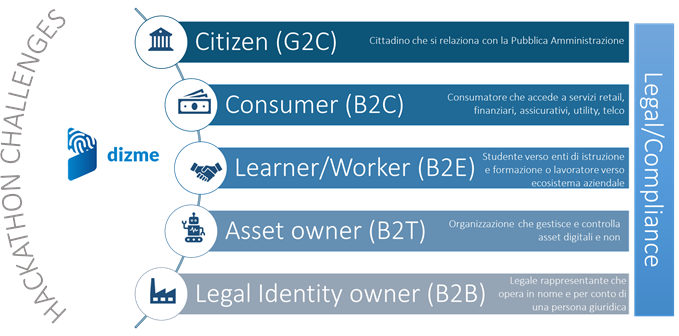 HACKATHON CHALLENGES
dizme
Citizen (G2C)
Cittadino che si relaziona con la Pubblica Amministrazione
Consumer (B2C)
Consumatore che accede a servizi retail,
finanziari, assicurativi, utility, telco
Learner/Worker (B2E)
Studente verso enti di istruzione
e formazione o lavoratore verso
ecosistema aziendale
Asset owner (B2T)
Organizzazione che gestisce e controlla
asset digitali e non
Legal Identity owner (B2B)
Legale rappresentante che
opera in nome e per conto di
una persona giuridica
Legal/Compliance